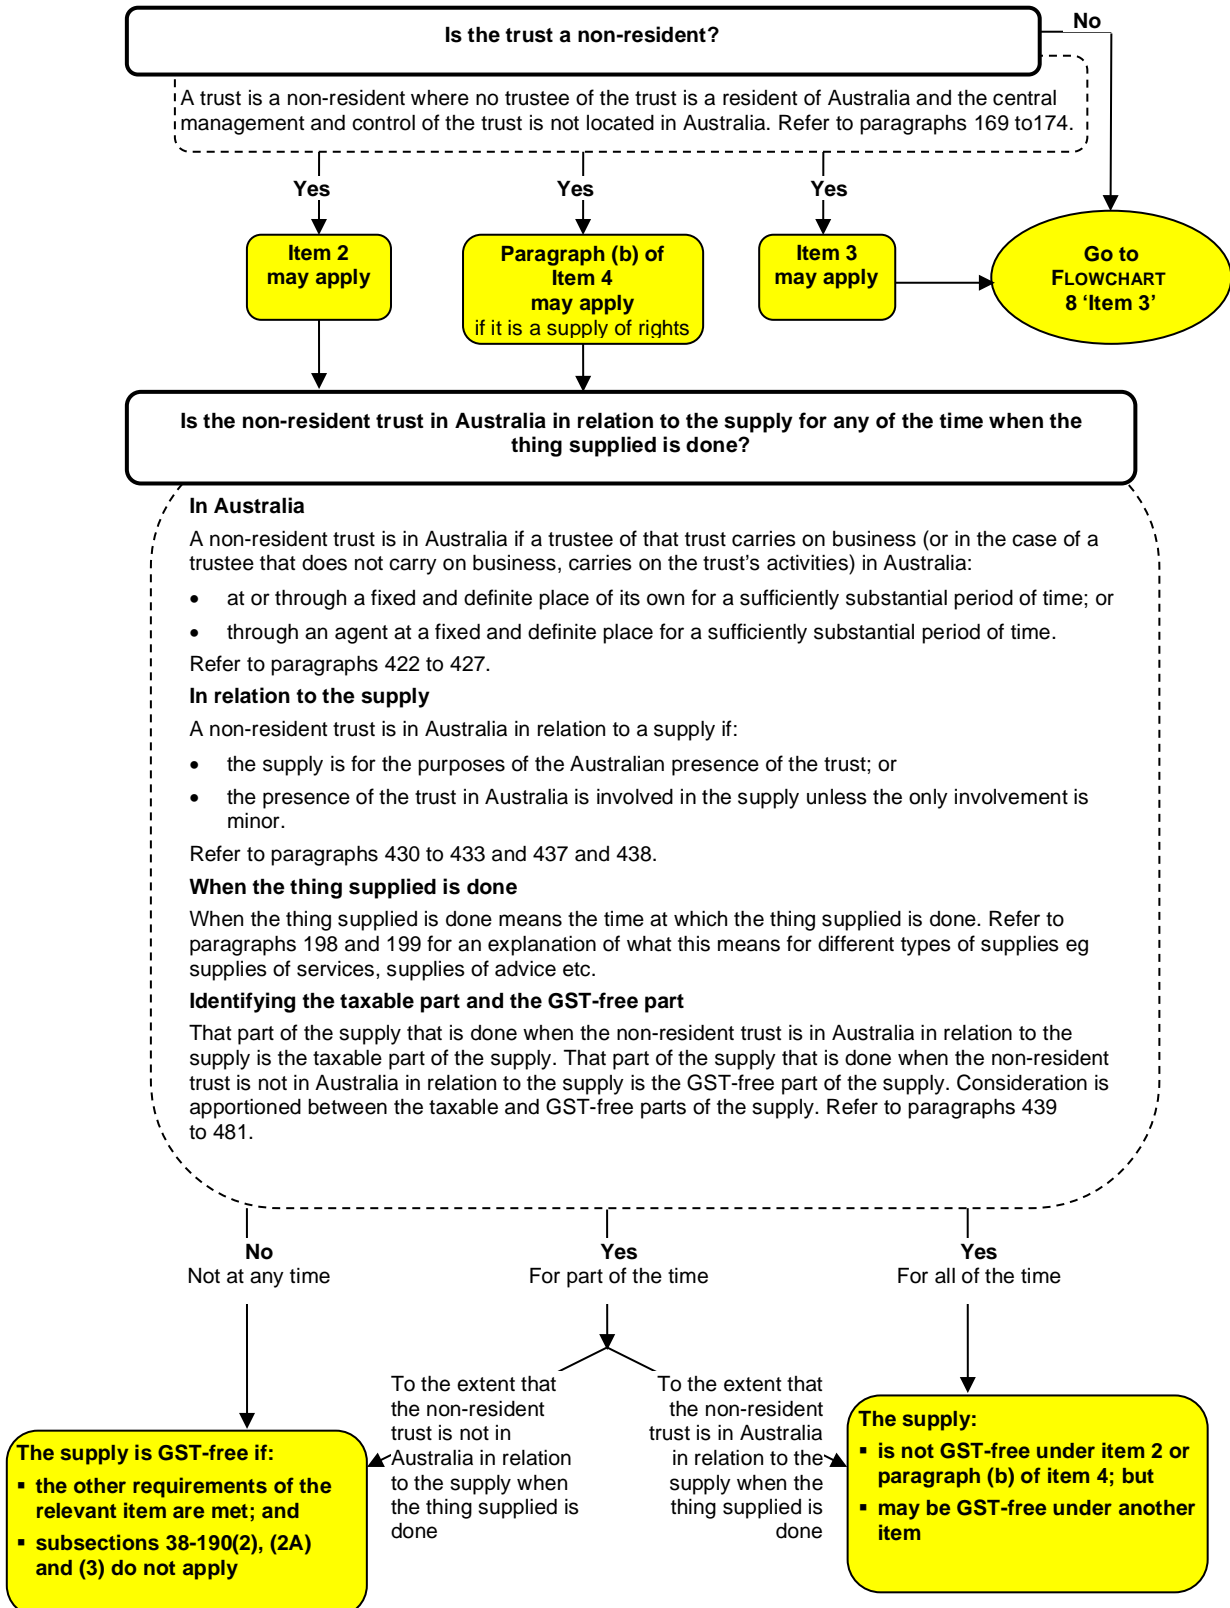 Is the trust a non-resident?
No
A trust is a non-resident where no trustee of the trust is a resident of Australia and the central
management and control of the trust is not located in Australia. Refer to paragraphs 169 to174.
Yes
Yes
Yes
Item 2
may apply
Paragraph (b) of
Item 4
may apply
if it is a supply of rights
Item 3
may apply
Go to
FLOWCHART
8 ‘Item 3’
Is the non-resident trust in Australia in relation to the supply for any of the time when the
thing supplied is done?
In Australia
A non-resident trust is in Australia if a trustee of that trust carries on business (or in the case of a
trustee that does not carry on business, carries on the trust’s activities) in Australia:
• at or through a fixed and definite place of its own for a sufficiently substantial period of time; or
• through an agent at a fixed and definite place for a sufficiently substantial period of time.
Refer to paragraphs 422 to 427.
In relation to the supply
A non-resident trust is in Australia in relation to a supply if:
• the supply is for the purposes of the Australian presence of the trust; or
• the presence of the trust in Australia is involved in the supply unless the only involvement is
minor.
Refer to paragraphs 430 to 433 and 437 and 438.
When the thing supplied is done
When the thing supplied is done means the time at which the thing supplied is done. Refer to
paragraphs 198 and 199 for an explanation of what this means for different types of supplies eg
supplies of services, supplies of advice etc.
Identifying the taxable part and the GST-free part
That part of the supply that is done when the non-resident trust is in Australia in relation to the
supply is the taxable part of the supply. That part of the supply that is done when the non-resident
trust is not in Australia in relation to the supply is the GST-free part of the supply. Consideration is
apportioned between the taxable and GST-free parts of the supply. Refer to paragraphs 439
to 481.
No
Not at any time
Yes
For part of the time
Yes
For all of the time
To the extent that
the non-resident
trust is not in
Australia in relation
to the supply when
the thing supplied is
done
To the extent that
the non-resident
trust is in Australia
in relation to the
supply when the
thing supplied is
done
The supply is GST-free if:
▪ the other requirements of the
relevant item are met; and
▪ subsections 38-190(2), (2A)
and (3) do not apply
The supply:
▪ is not GST-free under item 2 or
paragraph (b) of item 4; but
▪ may be GST-free under another
item